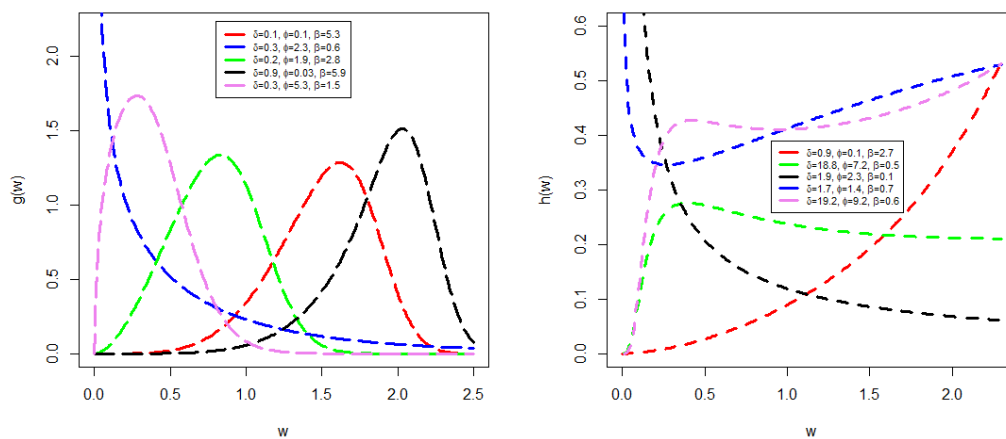 δ=0.1, ϕ=0.1, β=5.3
δ=0.3, ϕ=2.3, β=0.6
δ=0.2, ϕ=1.9, β=2.8
δ=0.9, ϕ=0.03, β=5.9
δ=0.3, ϕ=5.3, β=1.5
g(w)
2.0
1.5
1.0
0.5
0.0
0.0 0.5 1.0 1.5 2.0 2.5
w
δ=0.9, ϕ=0.1, β=2.7
δ=18.8, ϕ=7.2, β=0.5
δ=1.9, ϕ=2.3, β=0.1
δ=1.7, ϕ=1.4, β=0.7
δ=19.2, ϕ=9.2, β=0.6
h(w)
0.6
0.5
0.4
0.3
0.2
0.1
0.0
0.0 0.5 1.0 1.5 2.0
w